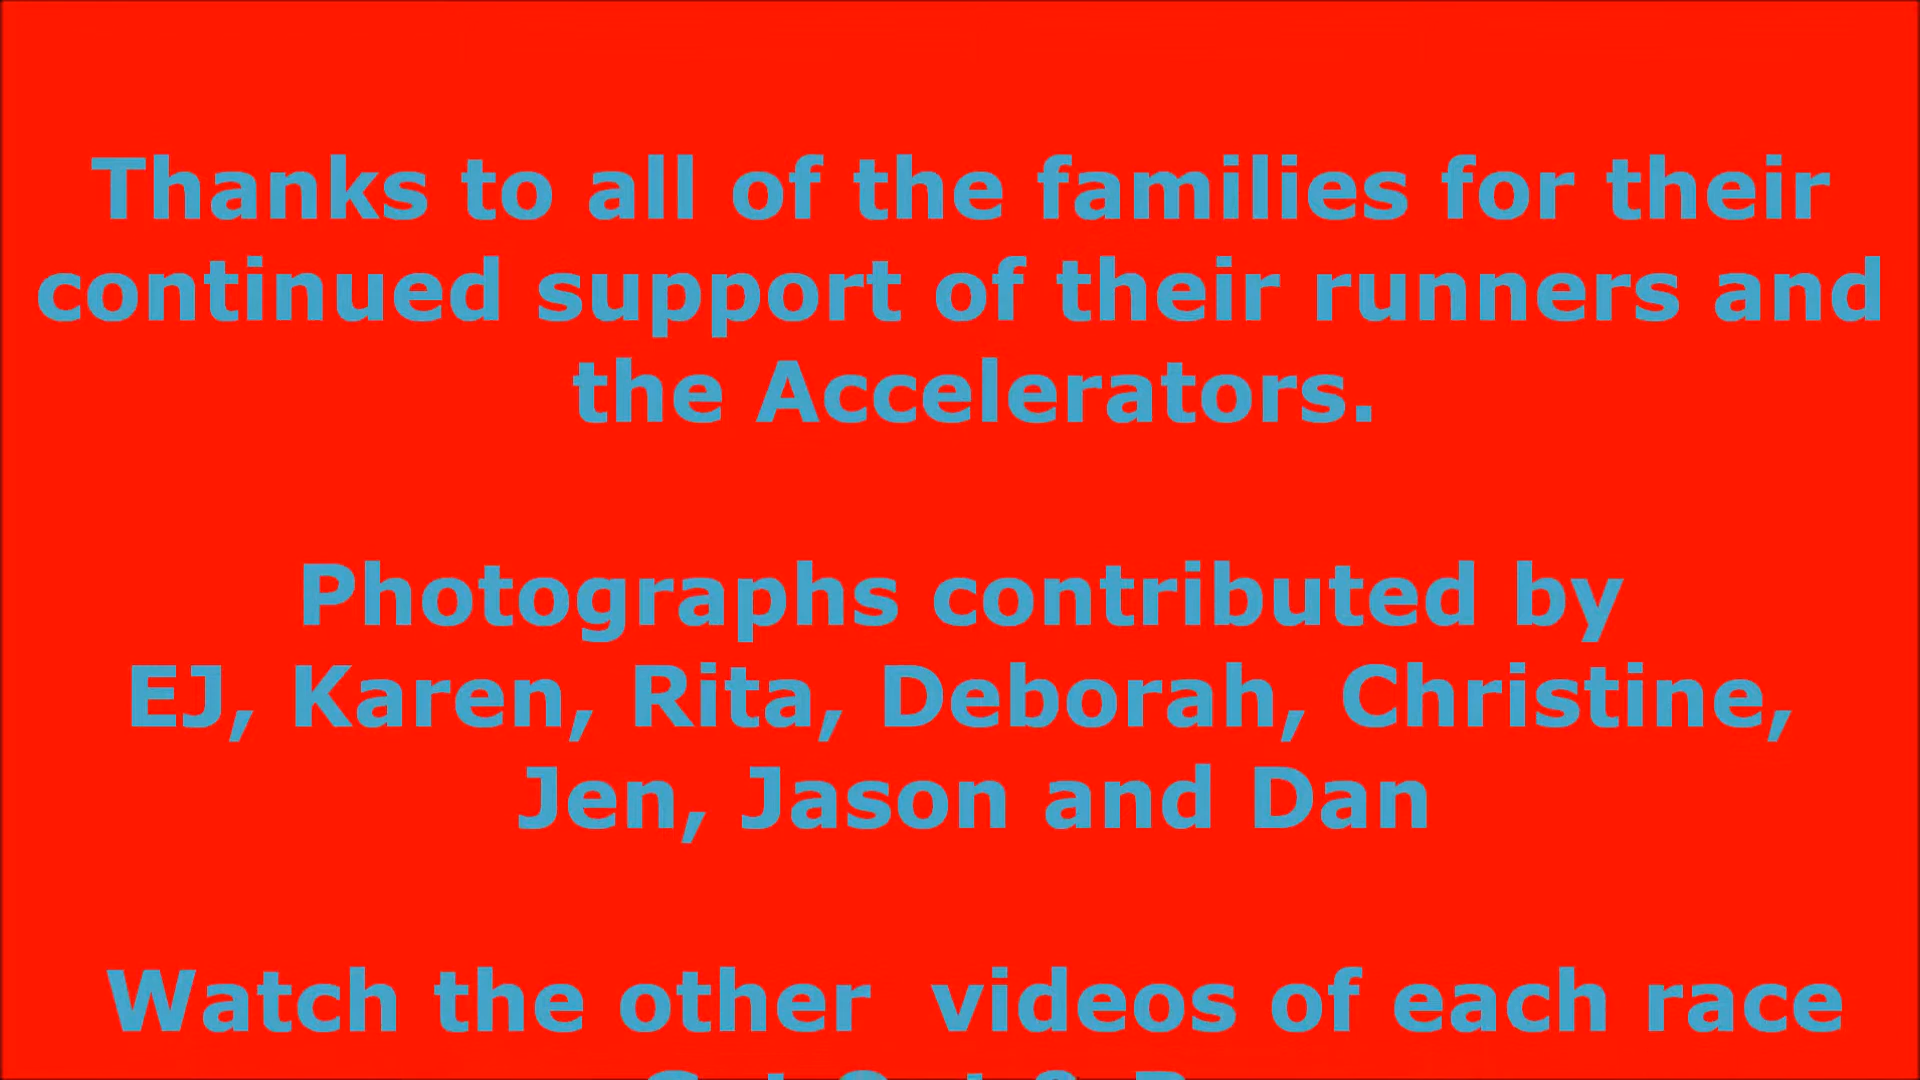 Thanks to all of the families for their
continued support of their runners and
the Accelerators.
Photographs contributed by
EJ, Karen, Rita, Deborah, Christine,
Jen, Jason and Dan
Watch the other videos of each race